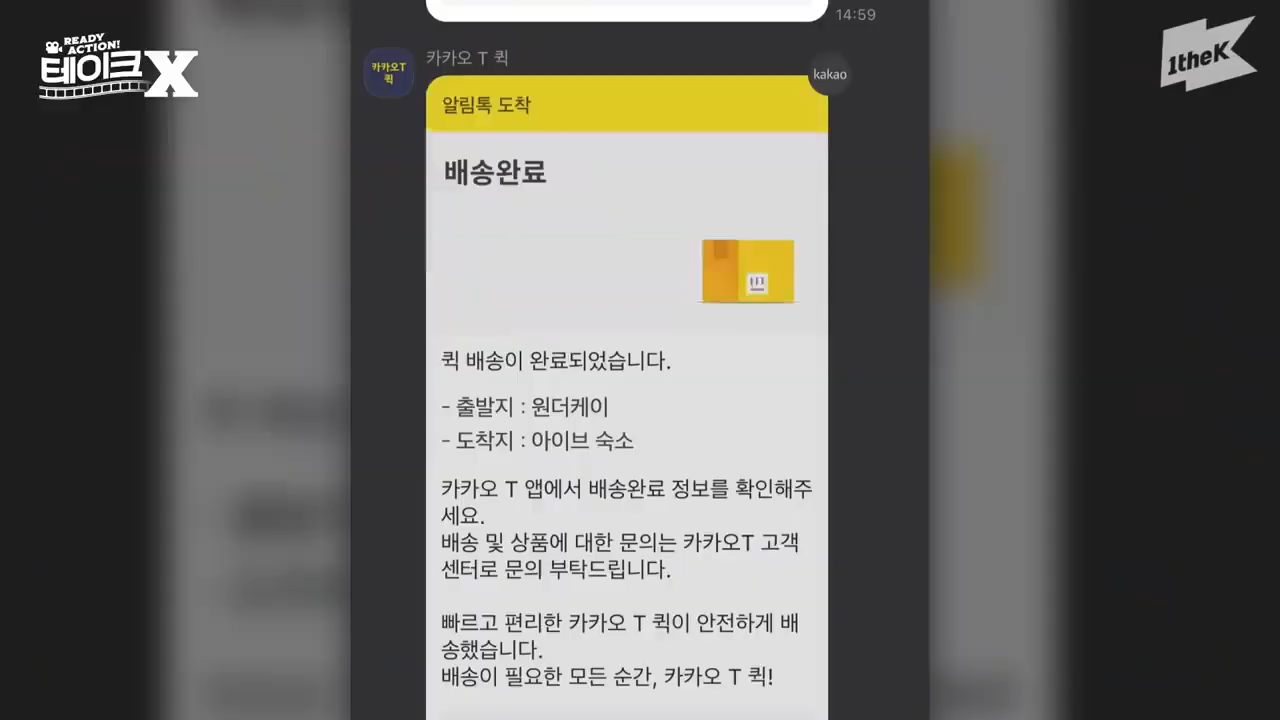 READY
ACTION!
테이크X
1theK
14:59
카카오T
퀵
카카오 T 퀵
kakao
알림톡 도착
배송완료
퀵 배송이 완료되었습니다.
- 출발지 : 원더케이
- 도착지 : 아이브 숙소
카카오 T 앱에서 배송완료 정보를 확인해주
세요.
배송 및 상품에 대한 문의는 카카오T 고객
센터로 문의 부탁드립니다.
빠르고 편리한 카카오 T 퀵이 안전하게 배
송했습니다.
배송이 필요한 모든 순간, 카카오 T 퀵!